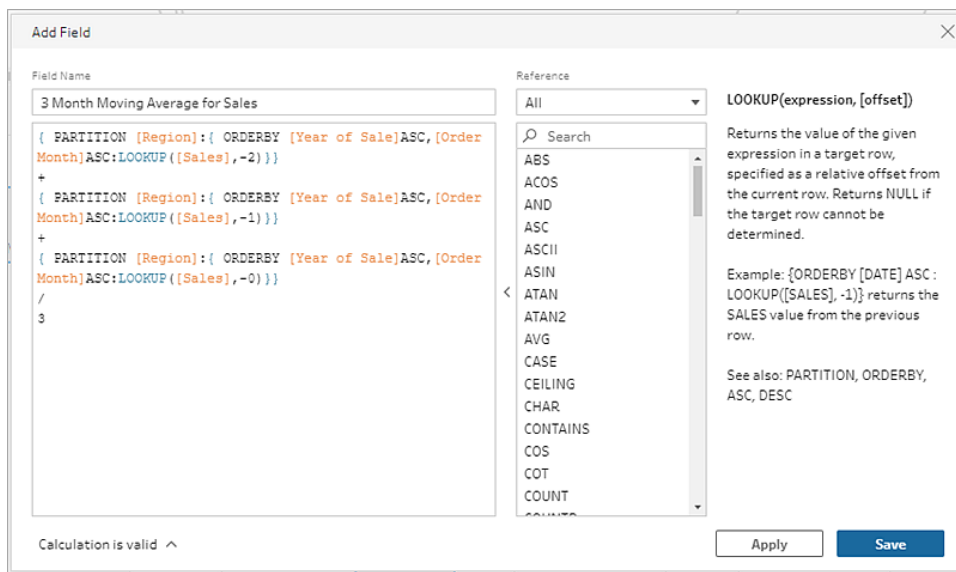 Add Field
Field Name
3 Month Moving Average for Sales
{ PARTITION [Region]:{ ORDERBY [Year of Sale]ASC,[Order
Month]ASC:LOOKUP([Sales],-2)}}
+
{ PARTITION [Region]:{ ORDERBY [Year of Sale]ASC,[Order
Month]ASC:LOOKUP([Sales],-1)}}
+
{ PARTITION [Region]:{ ORDERBY [Year of Sale]ASC,[Order
Month]ASC:LOOKUP([Sales],-0)}}
/
3
Calculation is valid
Reference
All
Search
ABS
ACOS
AND
ASC
ASCII
ASIN
ATAN
ATAN2
AVG
CASE
CEILING
CHAR
CONTAINS
COS
COT
COUNT
COUNTD
LOOKUP(expression, [offset])
Returns the value of the given
expression in a target row,
specified as a relative offset from
the current row. Returns NULL if
the target row cannot be
determined.
Example: {ORDERBY [DATE] ASC :
LOOKUP([SALES], -1)} returns the
SALES value from the previous
row.
See also: PARTITION, ORDERBY,
ASC, DESC
Apply
Save